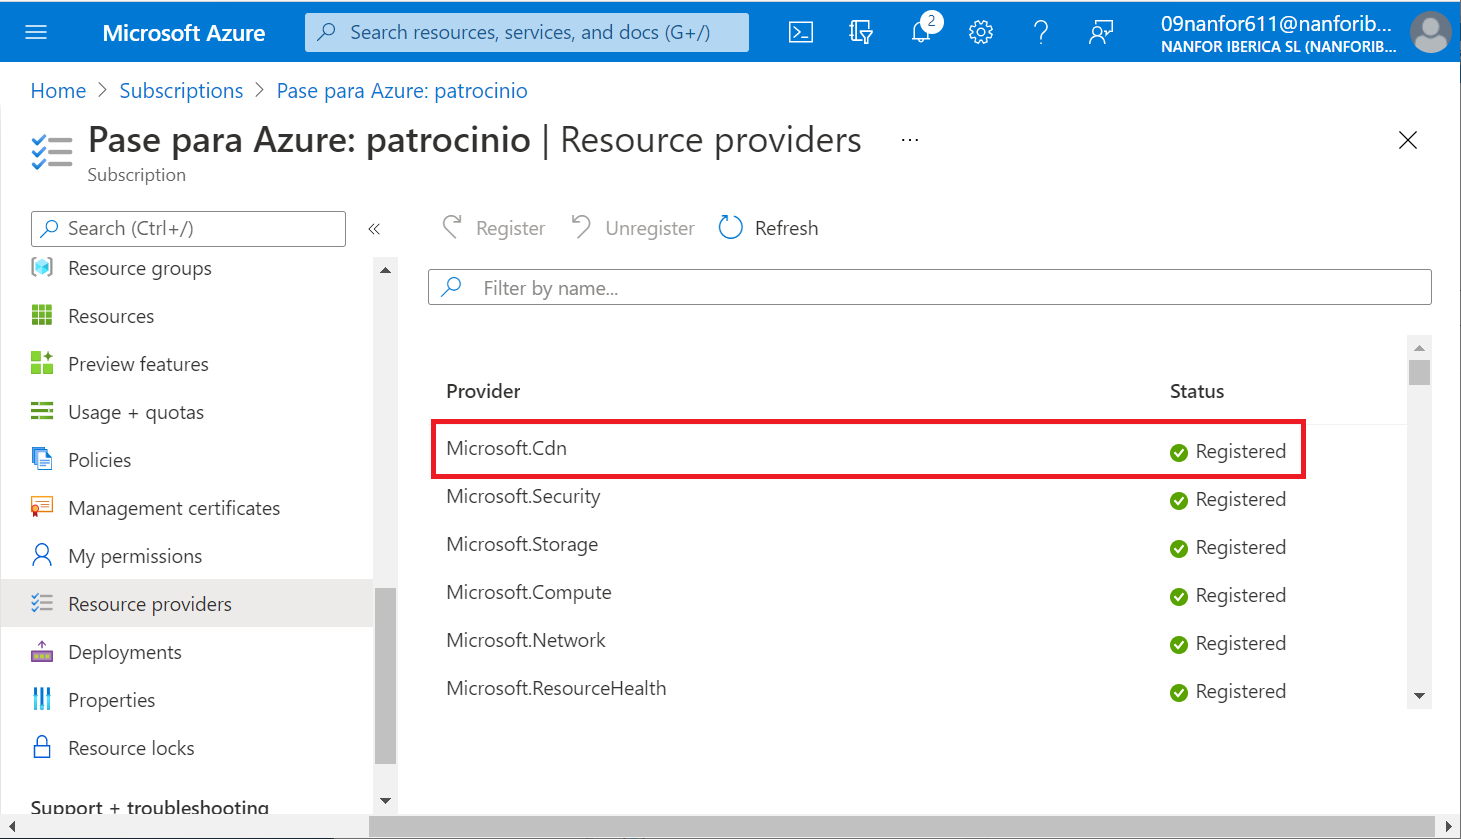 Microsoft Azure
Search resources, services, and docs (G+/)
2
09nanfor611@nanforib...
NANFOR IBERICA SL (NANFORIB...
Home > Subscriptions > Pase para Azure: patrocinio
Pase para Azure: patrocinio | Resource providers ...
Subscription
Search (Ctrl+/)
«
Register
Unregister
Refresh
Filter by name...
Resource groups
Resources
Preview features
Usage + quotas
Policies
Management certificates
My permissions
Resource providers
Deployments
Properties
Resource locks
Support + troubleshooting
Provider Status
Microsoft.Cdn Registered
Microsoft.Security Registered
Microsoft.Storage Registered
Microsoft.Compute Registered
Microsoft.Network Registered
Microsoft.ResourceHealth Registered